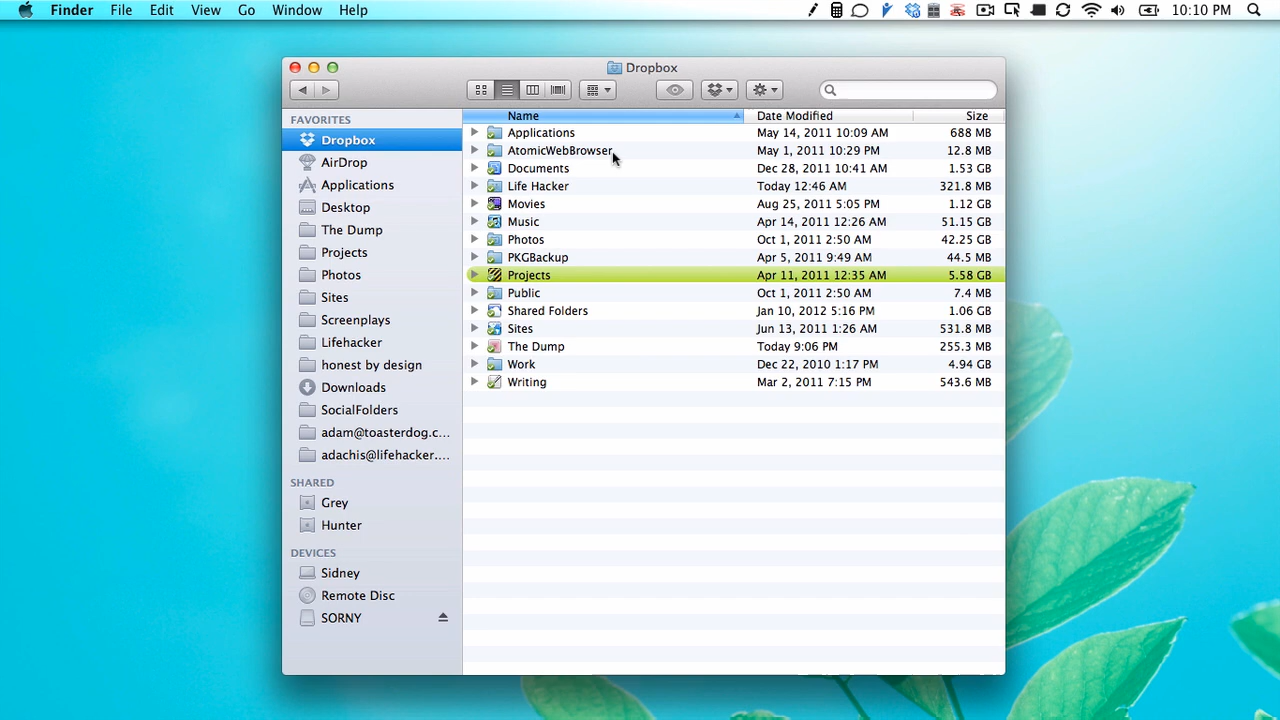 Finder File Edit View Go Window Help 10:10 PM
Dropbox
FAVORITES
Dropbox
AirDrop
Applications
Desktop
The Dump
Projects
Photos
Sites
Screenplays
Lifehacker
honest by design
Downloads
SocialFolders
adam@toasterdog.c...
adachis@lifehacker....
SHARED
Grey
Hunter
DEVICES
Sidney
Remote Disc
SORNY
Name Date Modified Size
Applications May 14, 2011 10:09 AM 688 MB
AtomicWebBrowser May 1, 2011 10:29 PM 12.8 MB
Documents Dec 28, 2011 10:41 AM 1.53 GB
Life Hacker Today 12:46 AM 321.8 MB
Movies Aug 25, 2011 5:05 PM 1.12 GB
Music Apr 14, 2011 12:26 AM 51.15 GB
Photos Oct 1, 2011 2:50 AM 42.25 GB
PKGBackup Apr 5, 2011 9:49 AM 44.5 MB
Projects Apr 11, 2011 12:35 AM 5.58 GB
Public Oct 1, 2011 2:50 AM 7.4 MB
Shared Folders Jan 10, 2012 5:16 PM 1.06 GB
Sites Jun 13, 2011 1:26 AM 531.8 MB
The Dump Today 9:06 PM 255.3 MB
Work Dec 22, 2010 1:17 PM 4.94 GB
Writing Mar 2, 2011 7:15 PM 543.6 MB